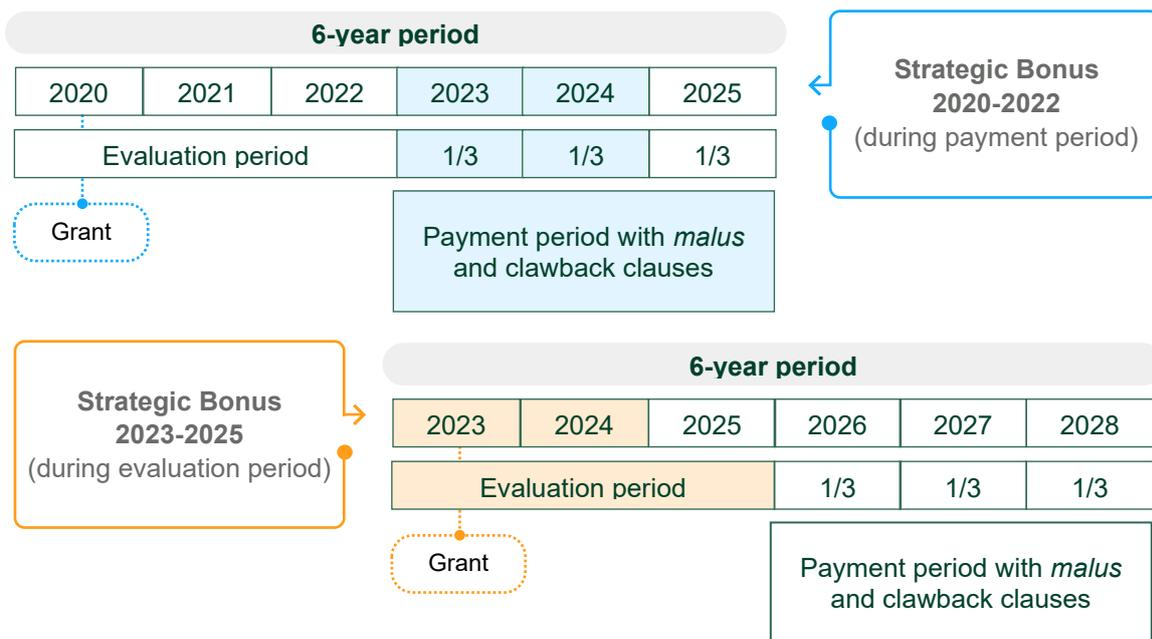 6-year period
2020 2021 2022 2023 2024 2025
Evaluation period 1/3 1/3 1/3
Grant
Payment period with malus
and clawback clauses
Strategic Bonus
2020-2022
(during payment period)
Strategic Bonus
2023-2025
(during evaluation period)
6-year period
2023 2024 2025 2026 2027 2028
Evaluation period 1/3 1/3 1/3
Grant
Payment period with malus
and clawback clauses